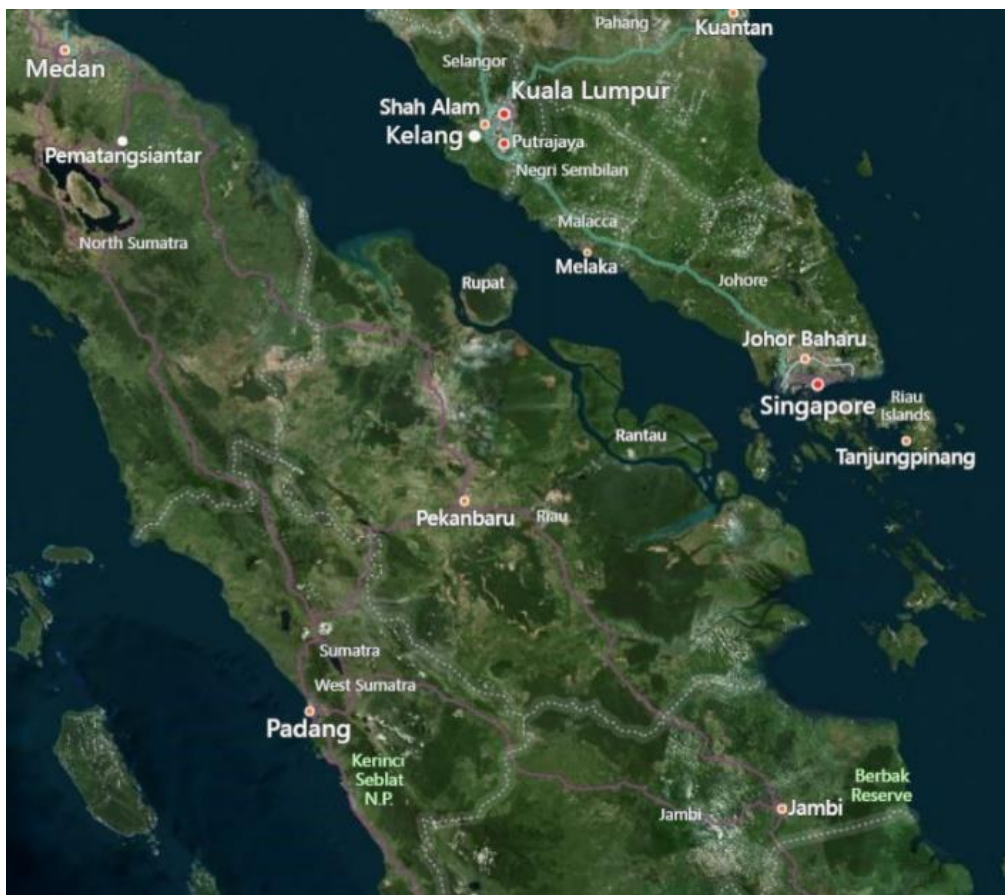 Pahang
Kuantan
Medan
Selangor
Kuala Lumpur
Shah Alam
Kelang
Putrajaya
Pematangsiantar
Negri Sembilan
Malacca
North Sumatra
Melaka
Rupat
Johore
Johor Baharu
Singapore
Riau
Islands
Rantau
Tanjungpinang
Pekanbaru
Riau
Sumatra
West Sumatra
Padang
Kerinci
Seblat
N.P.
Berbak
Reserve
Jambi
Jambi